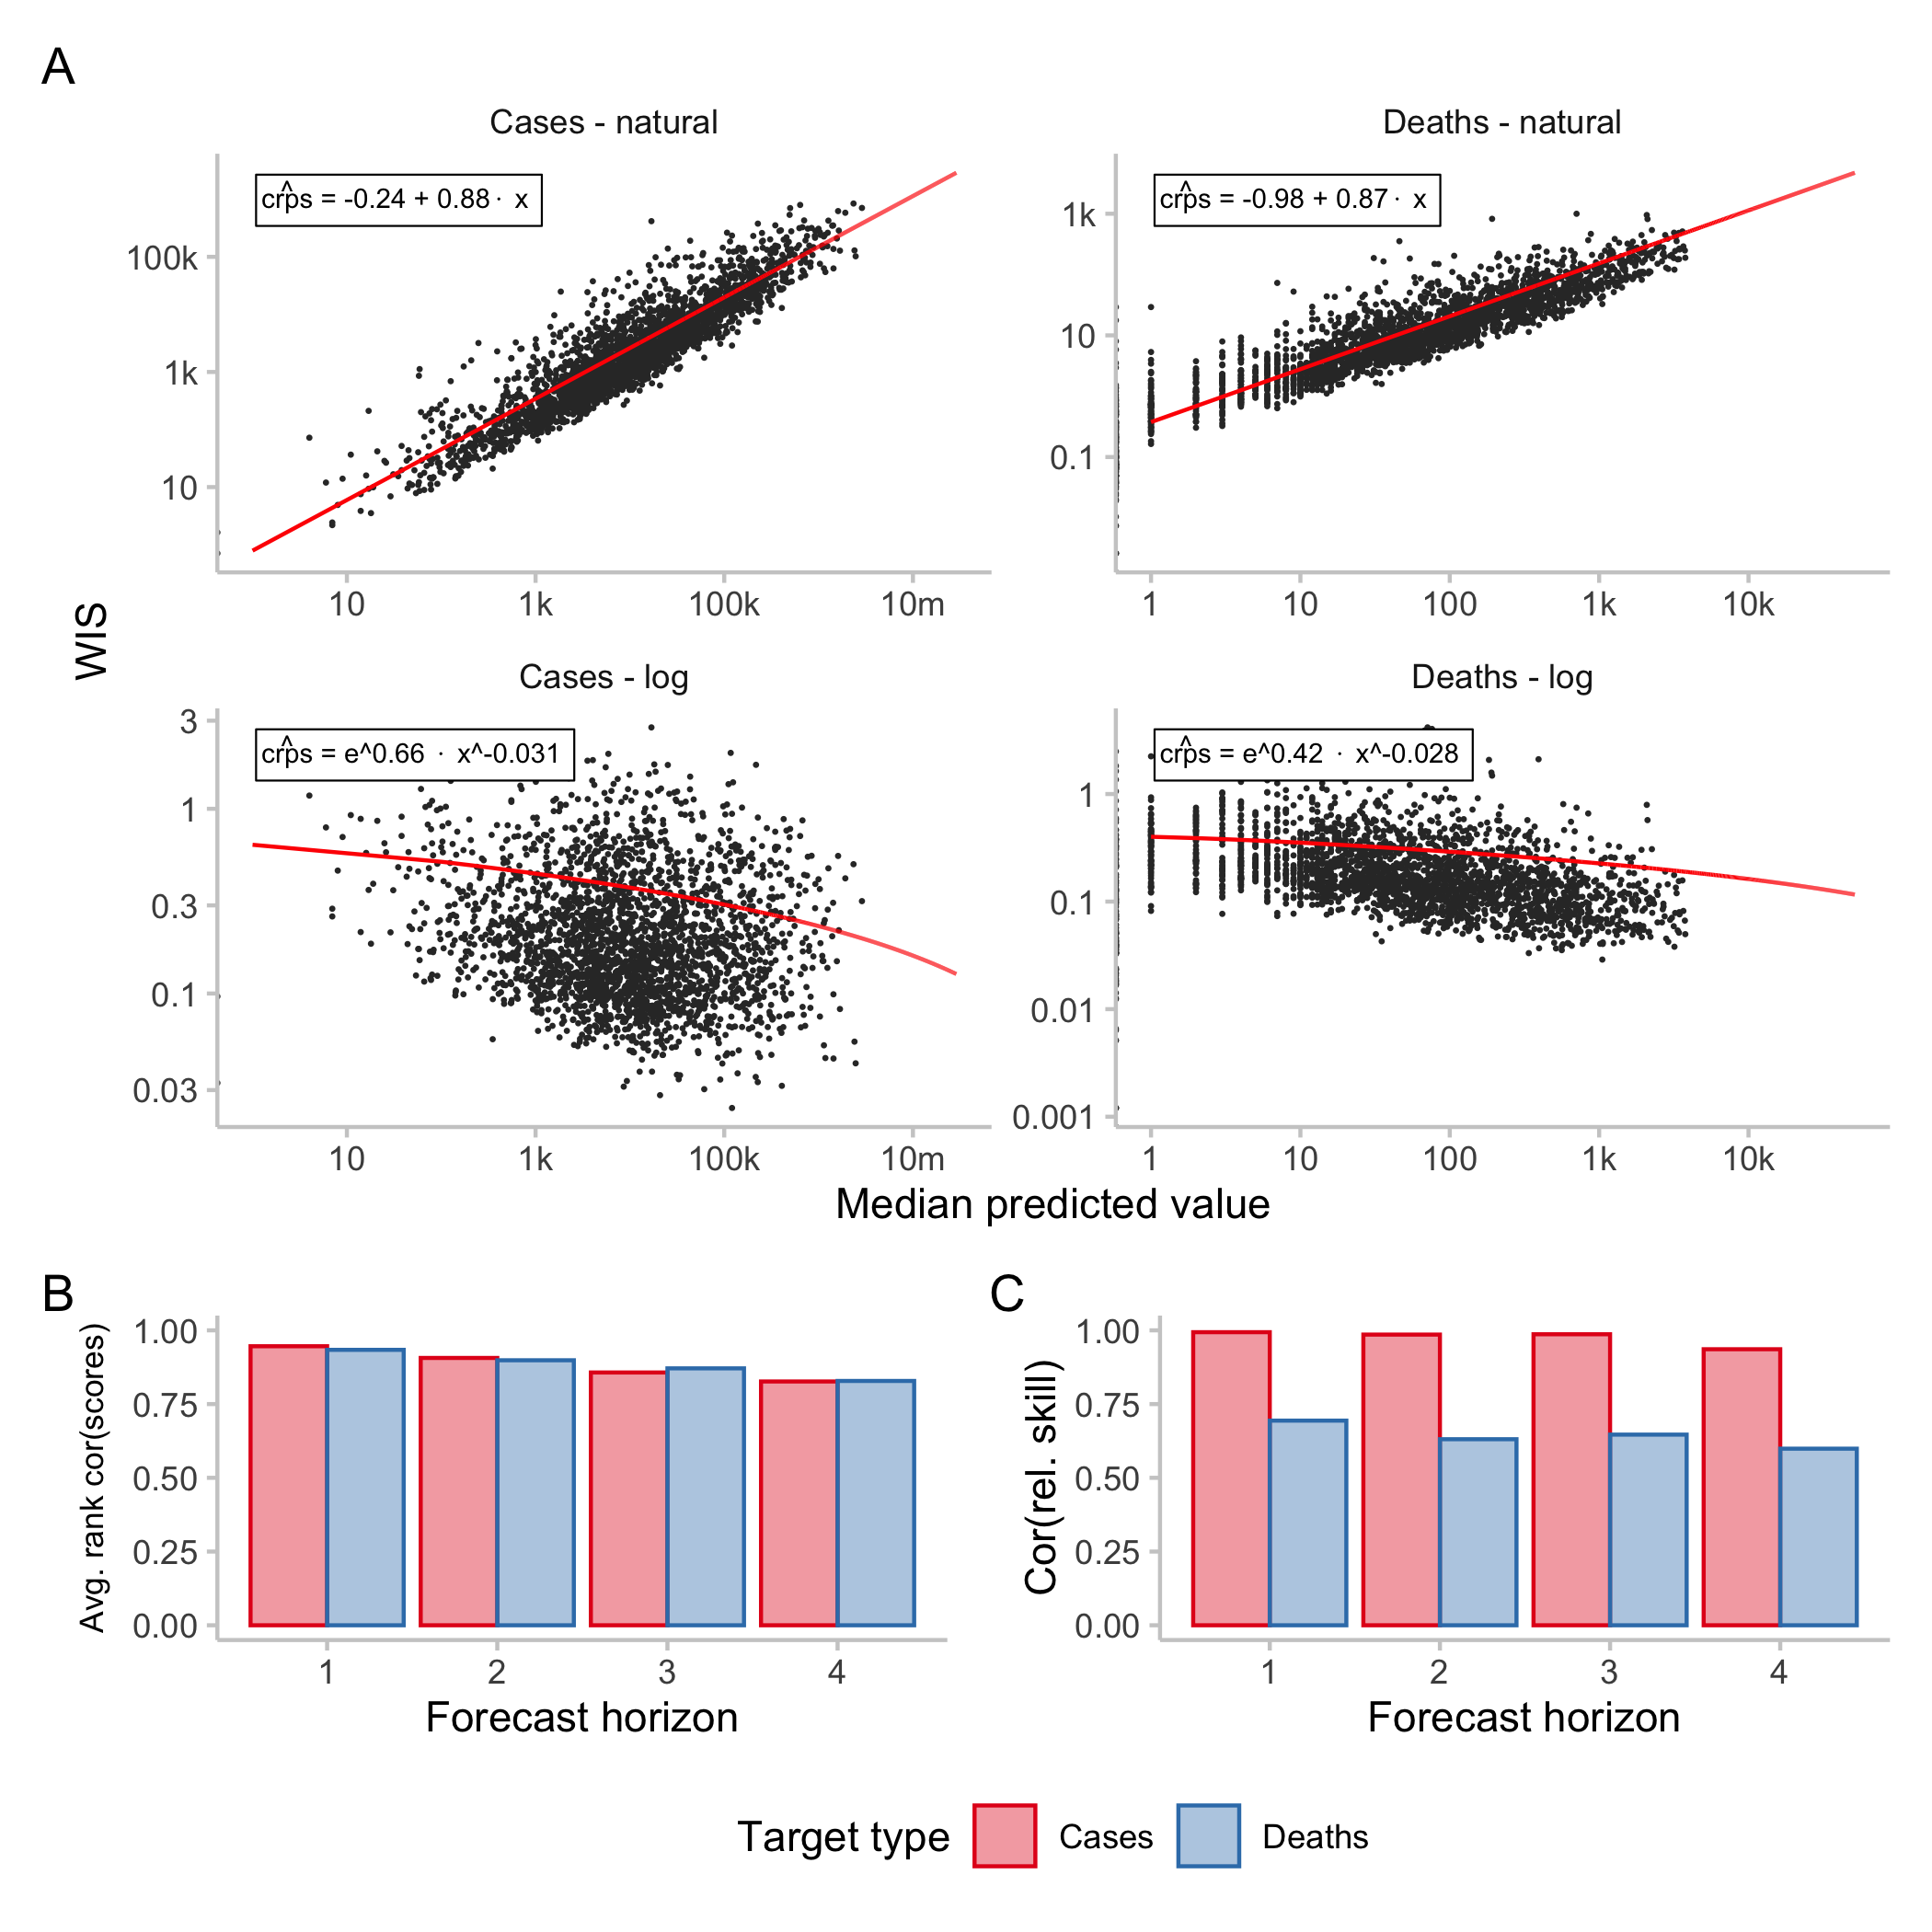 A
Cases - natural
Deaths - natural
crp̂s = -0.24 + 0.88 · x
crp̂s = -0.98 + 0.87 · x
100k
1k
10
1k
10
0.1
10 1k 100k 10m
1 10 100 1k 10k
WIS
Cases - log
Deaths - log
crp̂s = e^0.66 · x^-0.031
crp̂s = e^0.42 · x^-0.028
3
1
0.3
0.1
0.03
1
0.1
0.01
0.001
10 1k 100k 10m
1 10 100 1k 10k
Median predicted value
B
Avg. rank cor(scores)
1.00
0.75
0.50
0.25
0.00
1 2 3 4
Forecast horizon
C
Cor(rel. skill)
1.00
0.75
0.50
0.25
0.00
1 2 3 4
Forecast horizon
Target type Cases Deaths